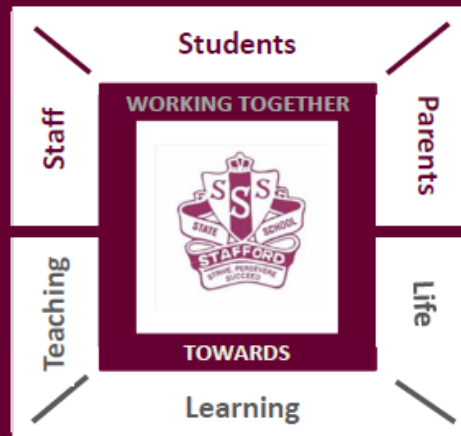 Students
Staff
Parents
WORKING TOGETHER
S S S
STATE SCHOOL
STAFFORD
STRIVE, PERSEVERE
SUCCEED
TOWARDS
Teaching
Life
Learning